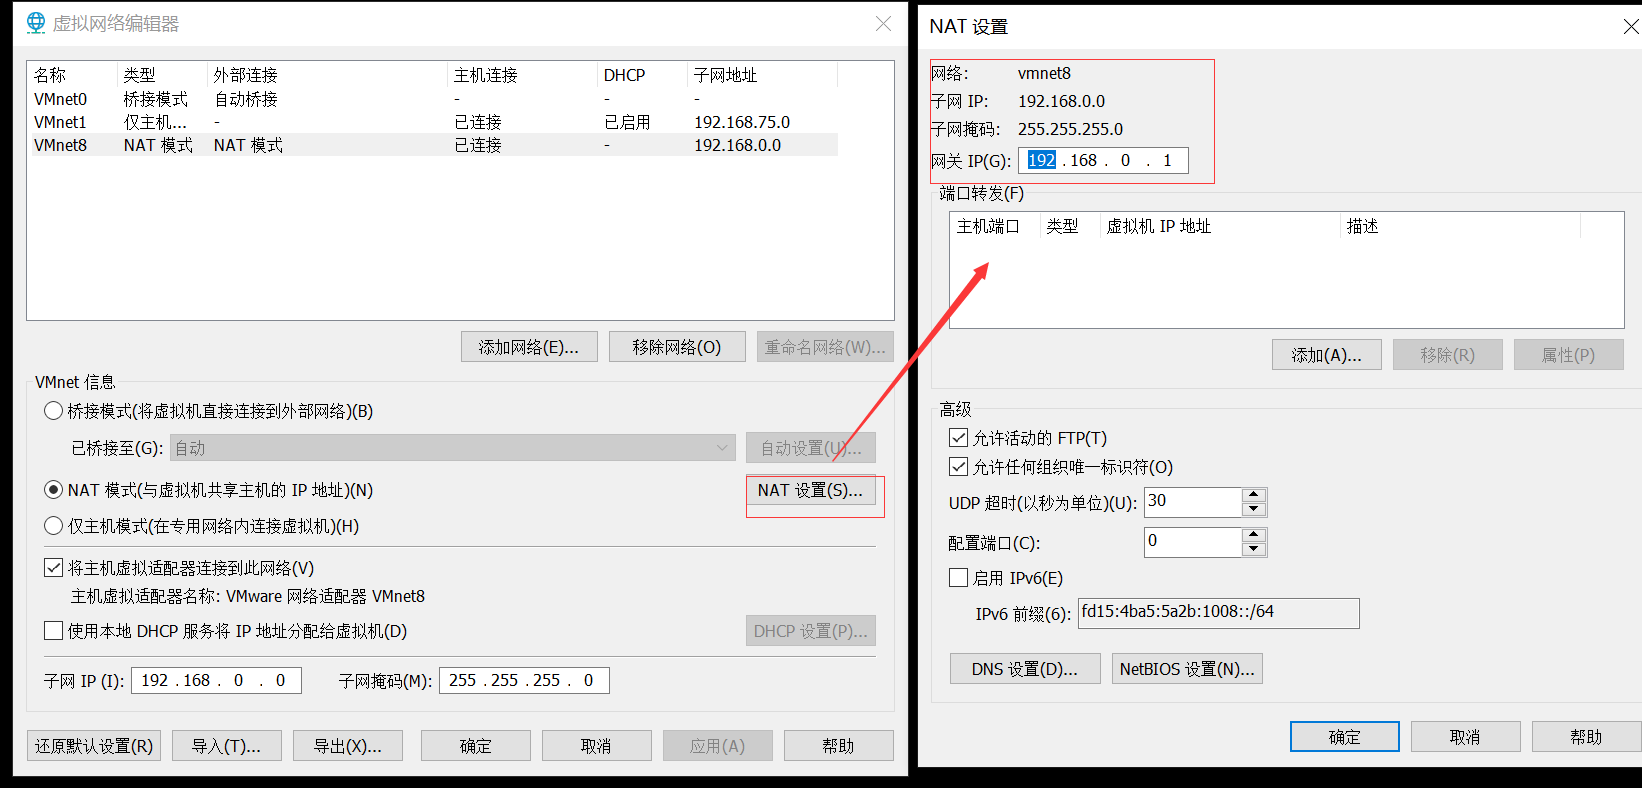 虚拟网络编辑器
名称 类型 外部连接 主机连接 DHCP 子网地址
VMnet0 桥接模式 自动桥接 - - -
VMnet1 仅主机... - 已连接 已启用 192.168.75.0
VMnet8 NAT 模式 NAT 模式 已连接 - 192.168.0.0
添加网络(E)... 移除网络(O) 重命名网络(W)...
VMnet 信息
桥接模式(将虚拟机直接连接到外部网络)(B)
已桥接至(G): 自动 自动设置(U)...
NAT 模式(与虚拟机共享主机的 IP 地址)(N) NAT 设置(S)...
仅主机模式(在专用网络内连接虚拟机)(H)
将主机虚拟适配器连接到此网络(V)
主机虚拟适配器名称: VMware 网络适配器 VMnet8
使用本地 DHCP 服务将 IP 地址分配给虚拟机(D) DHCP 设置(P)...
子网 IP (I): 192 . 168 . 0 . 0 子网掩码(M): 255 . 255 . 255 . 0
还原默认设置(R) 导入(T)... 导出(X)... 确定 取消 应用(A) 帮助
NAT 设置
网络: vmnet8
子网 IP: 192.168.0.0
子网掩码: 255.255.255.0
网关 IP(G): 192 . 168 . 0 . 1
端口转发(F)
主机端口 类型 虚拟机 IP 地址 描述
添加(A)... 移除(R) 属性(P)
高级
允许活动的 FTP(T)
允许任何组织唯一标识符(O)
UDP 超时(以秒为单位)(U): 30
配置端口(C): 0
启用 IPv6(E)
IPv6 前缀(6): fd15:4ba5:5a2b:1008::/64
DNS 设置(D)... NetBIOS 设置(N)...
确定 取消 帮助